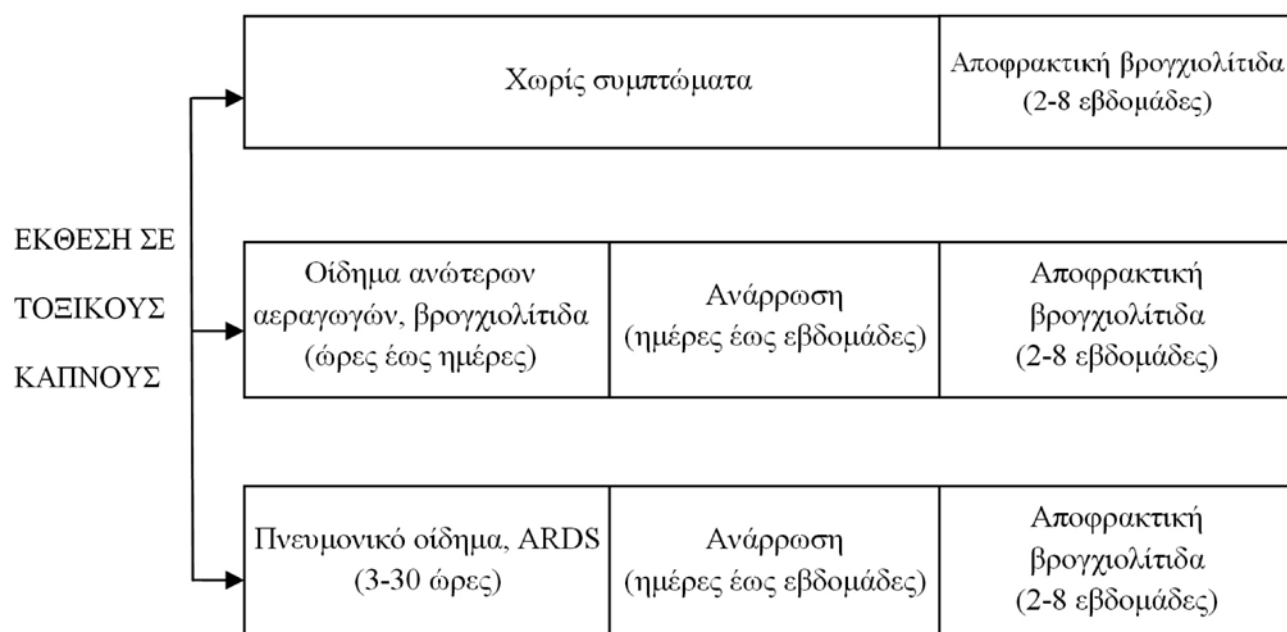 Χωρίς συμπτώματα
Αποφρακτική βρογχιολίτιδα
(2-8 εβδομάδες)
ΕΚΘΕΣΗ ΣΕ
ΤΟΞΙΚΟΥΣ
ΚΑΠΝΟΥΣ
Οίδημα ανώτερων
αεραγωγών, βρογχιολίτιδα
(ώρες έως ημέρες)
Ανάρρωση
(ημέρες έως εβδομάδες)
Αποφρακτική
βρογχιολίτιδα
(2-8 εβδομάδες)
Πνευμονικό οίδημα, ARDS
(3-30 ώρες)
Ανάρρωση
(ημέρες έως εβδομάδες)
Αποφρακτική
βρογχιολίτιδα
(2-8 εβδομάδες)